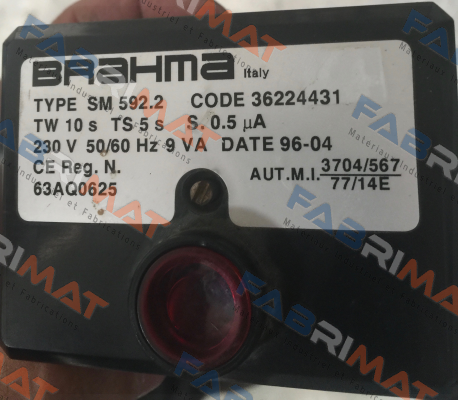 BRAHMA Italy
TYPE SM 592.2 CODE 36224431
TW 10 s TS 5 s S. 0.5 µA
230 V 50/60 Hz 9 VA DATE 96-04
CE Reg. N.
63AQ0625
AUT.M.I. 3704/567
77/14E
FABRIMAT
FABRIMAT
FABRIMAT
FABRIMAT